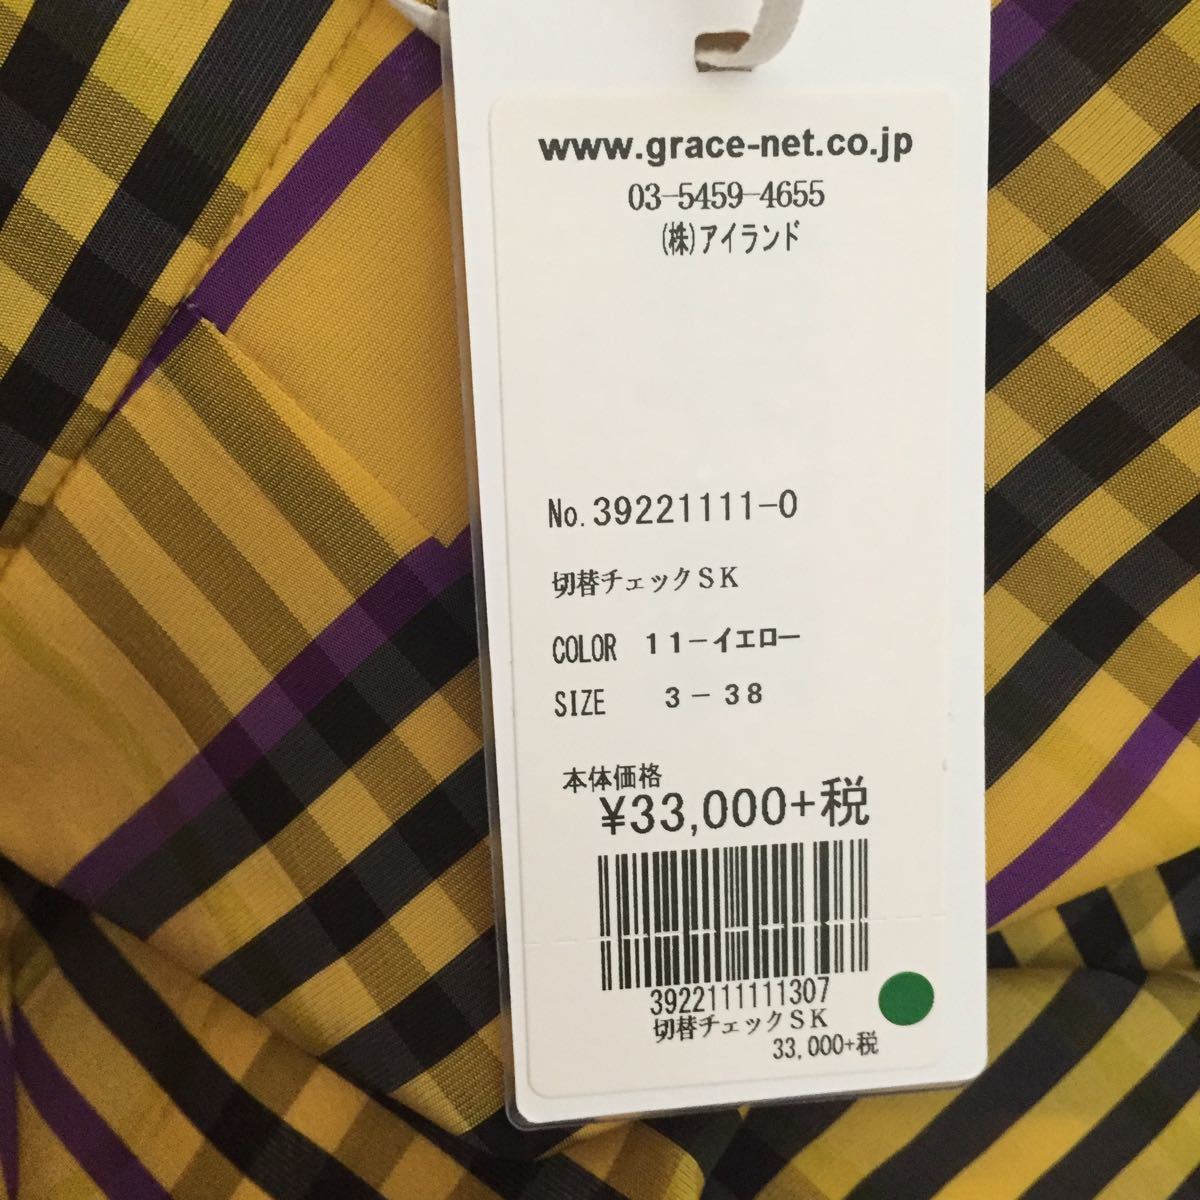 www.grace-net.co.jp
03-5459-4655
(株)アイランド
No. 39221111-0
切替チェックSK
COLOR 11-イエロー
SIZE 3-38
本体価格
¥33,000+税
3922111111307
切替チェックSK
33,000+税